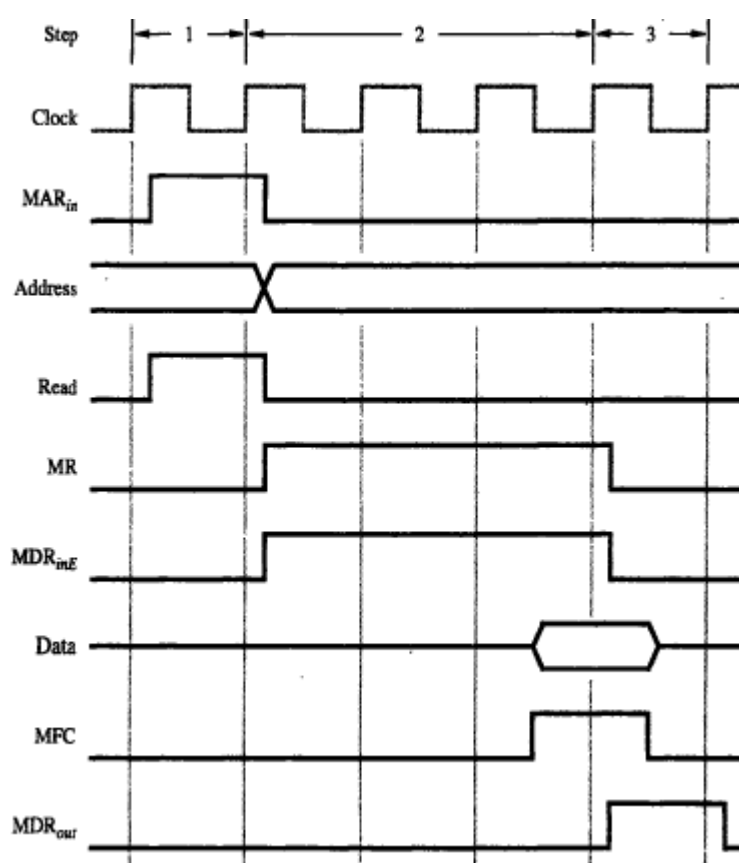 Step 1 2 3
Clock
MARin
Address
Read
MR
MDRinE
Data
MFC
MDRout